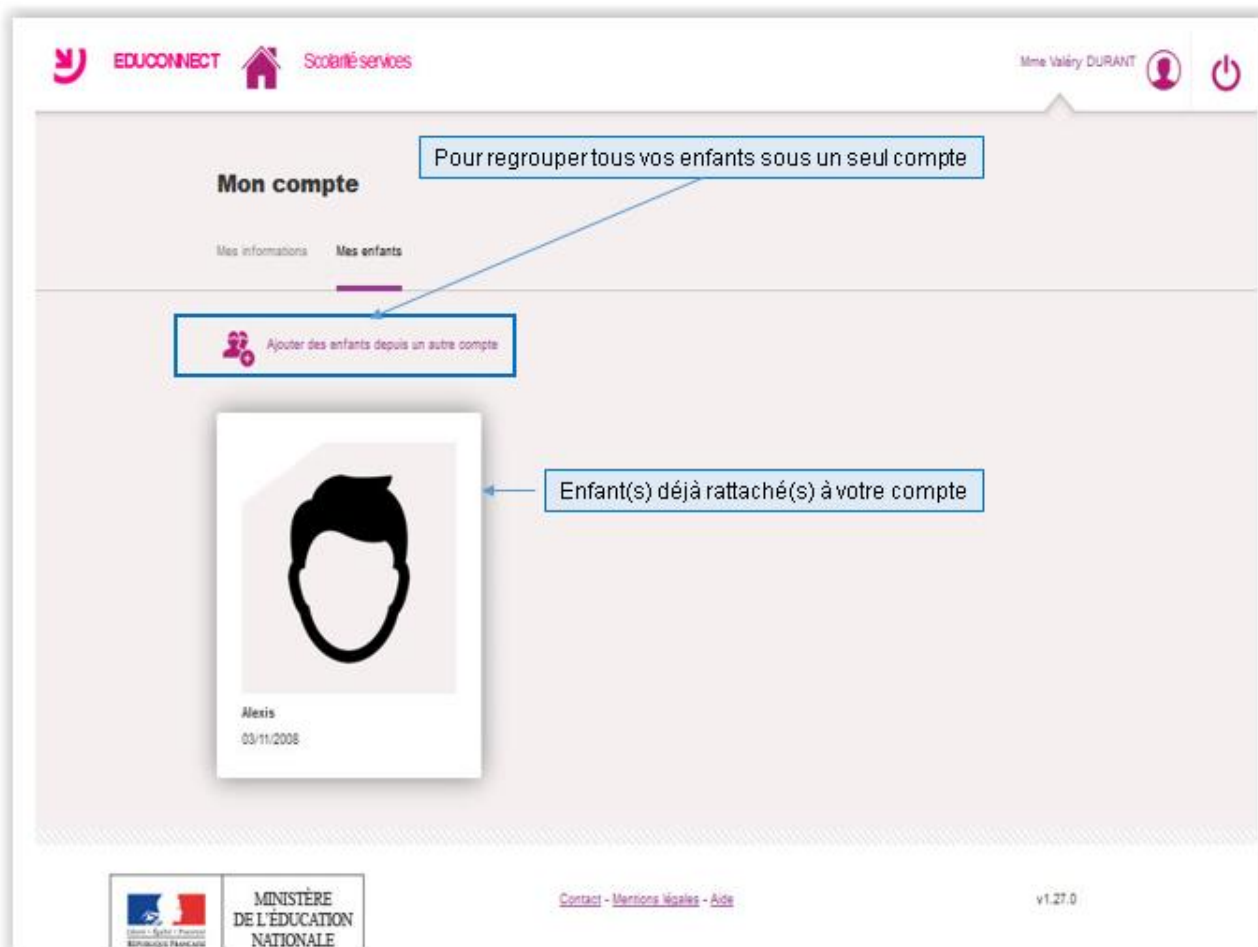 EDUCONNECT
Scolarité services
Mme Valéry DURANT
Pour regrouper tous vos enfants sous un seul compte
Mon compte
Mes informations
Mes enfants
Ajouter des enfants depuis un autre compte
Enfant(s) déjà rattaché(s) à votre compte
Alexis
03/11/2008
MINISTÈRE
DE L'ÉDUCATION
NATIONALE
Contact - Mentions légales - Aide
v1.27.0